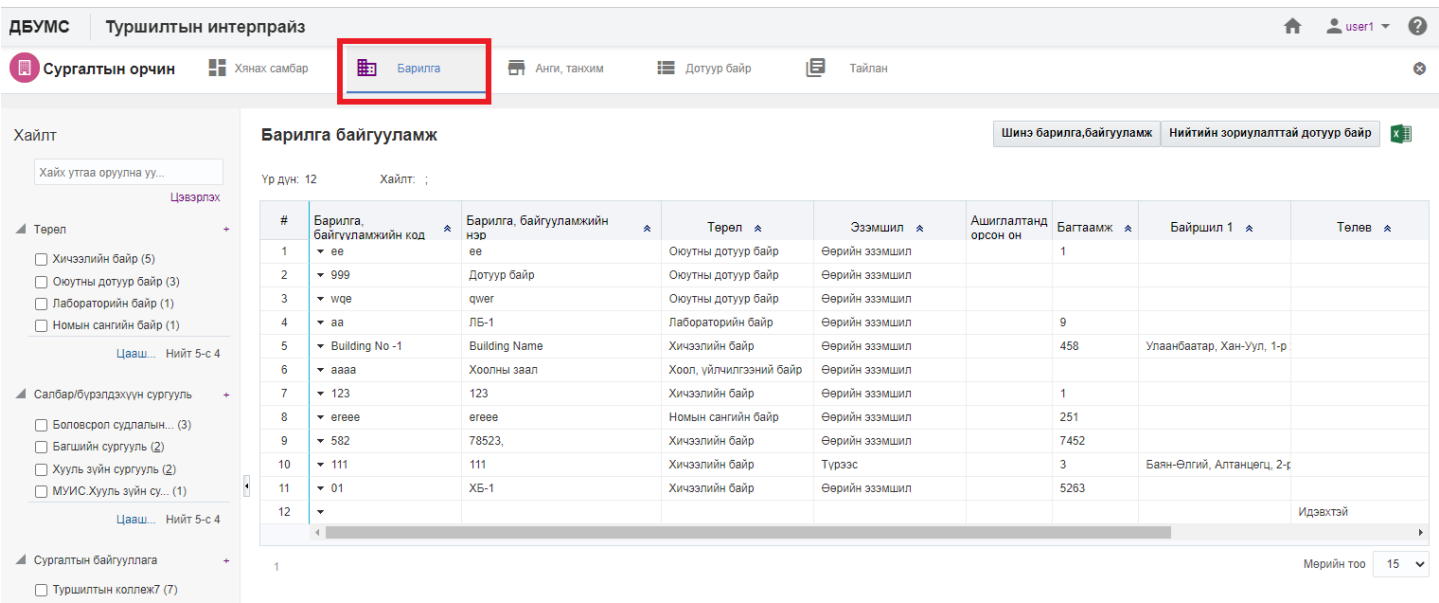 ДБУМС Туршилтын интерпрайз user1
Сургалтын орчин Хянах самбар Барилга Анги, танхим Дотуур байр Тайлан
Хайлт
Хайх утгаа оруулна уу...
Цэвэрлэх
Төрөл +
Хичээлийн байр (5)
Оюутны дотуур байр (3)
Лабораторийн байр (1)
Номын сангийн байр (1)
Цааш... Нийт 5-с 4
Салбар/бүрэлдэхүүн сургууль +
Боловсрол судлалын... (3)
Багшийн сургууль (2)
Хууль зүйн сургууль (2)
МУИС.Хууль зүйн су... (1)
Цааш... Нийт 5-с 4
Сургалтын байгууллага +
Туршилтын коллеж7 (7)
Барилга байгууламж Шинэ барилга,байгууламж Нийтийн зориулалттай дотуур байр
Үр дүн: 12 Хайлт: ;
# Барилга, байгууламжийн код Барилга, байгууламжийн нэр Төрөл Эзэмшил Ашиглалтанд орсон он Багтаамж Байршил 1 Төлөв
1 ee ee Оюутны дотуур байр Өөрийн эзэмшил 1
2 999 Дотуур байр Оюутны дотуур байр Өөрийн эзэмшил
3 wqe qwer Оюутны дотуур байр Өөрийн эзэмшил
4 aa ЛБ-1 Лабораторийн байр Өөрийн эзэмшил 9
5 Building No -1 Building Name Хичээлийн байр Өөрийн эзэмшил 458 Улаанбаатар, Хан-Уул, 1-р
6 aaaa Хоолны заал Хоол, үйлчилгээний байр Өөрийн эзэмшил
7 123 123 Хичээлийн байр Өөрийн эзэмшил 1
8 ereee ereee Номын сангийн байр Өөрийн эзэмшил 251
9 582 78523, Хичээлийн байр Өөрийн эзэмшил 7452
10 111 111 Хичээлийн байр Түрээс 3 Баян-Өлгий, Алтанцөгц, 2-р
11 01 ХБ-1 Хичээлийн байр Өөрийн эзэмшил 5263
12 Идэвхтэй
1 Мөрийн тоо 15